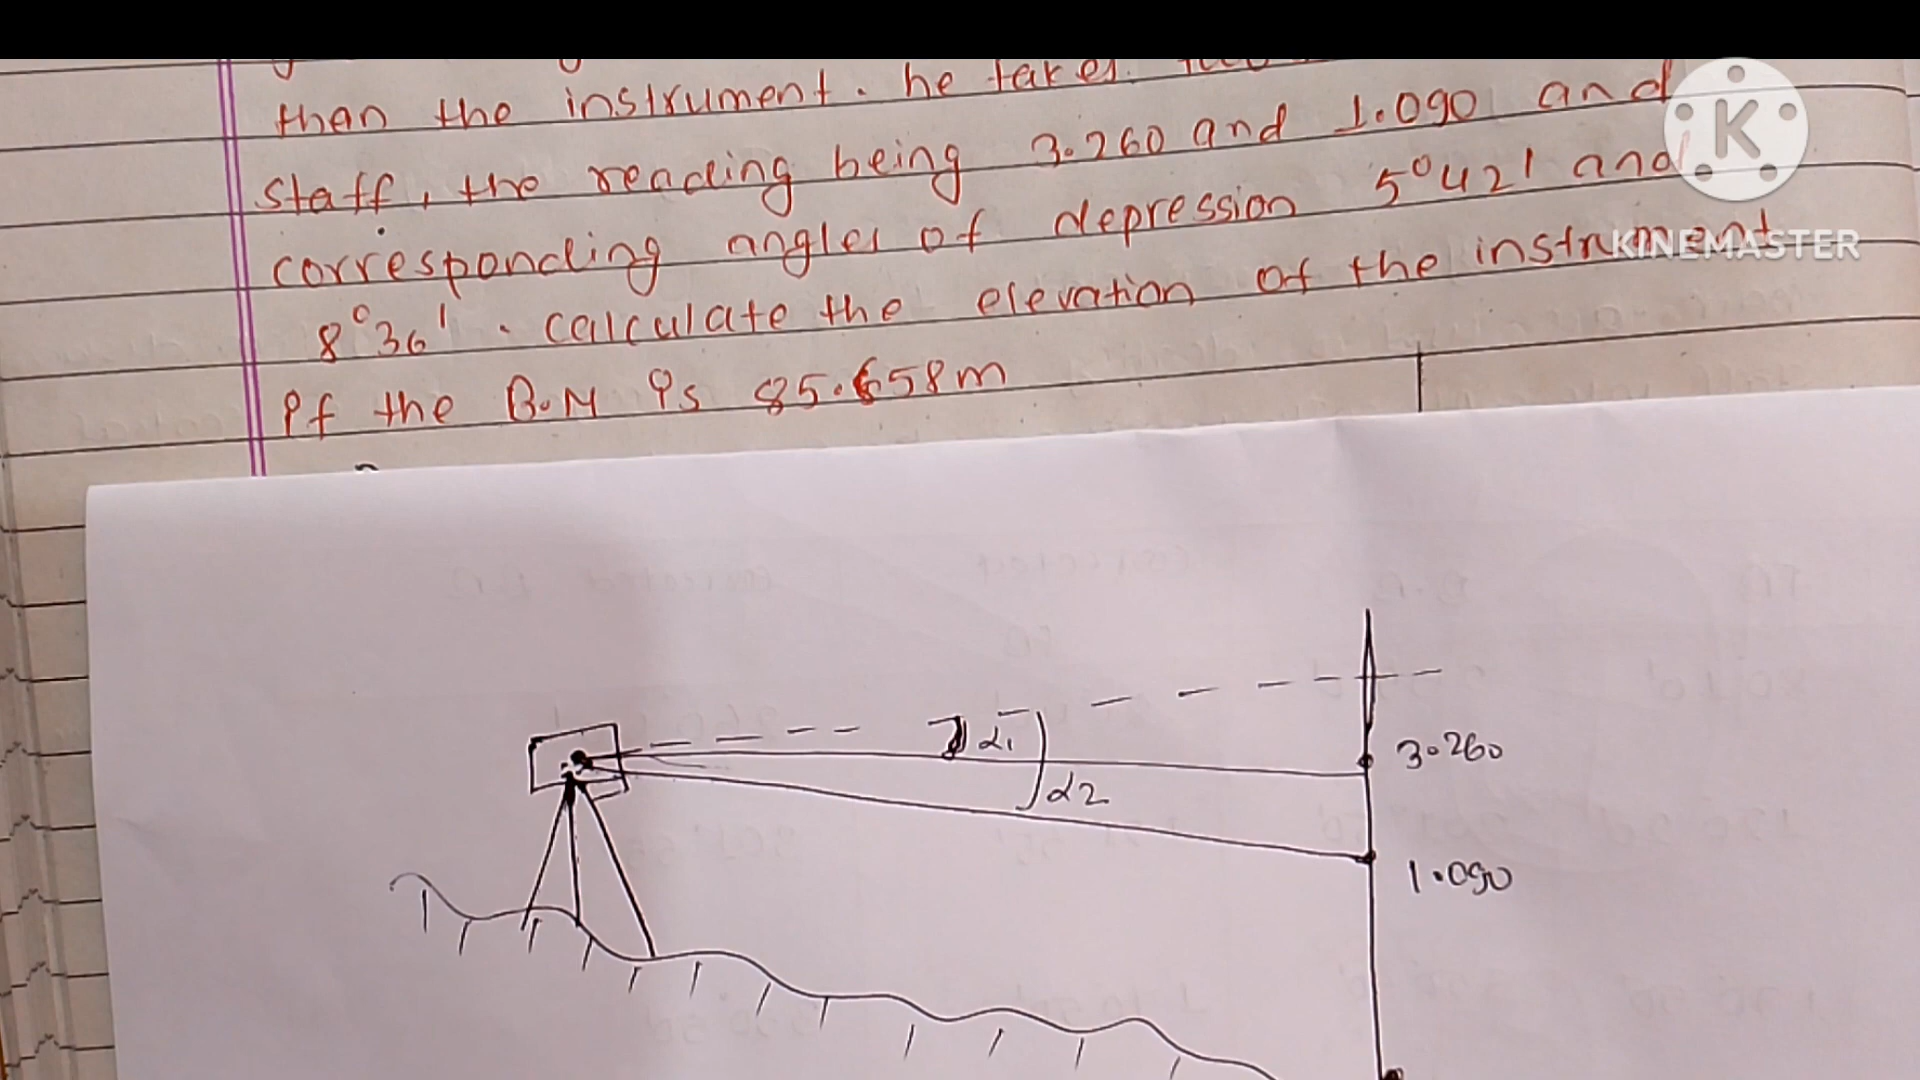 than the instrument. he takes
staff, the reading being 3.260 and 1.090 and
corresponding angles of depression 5°42' and
8°36'. calculate the elevation of the instrument
If the B.M is 85.658m
K
KINEMASTER
α1
α2
3.260
1.090